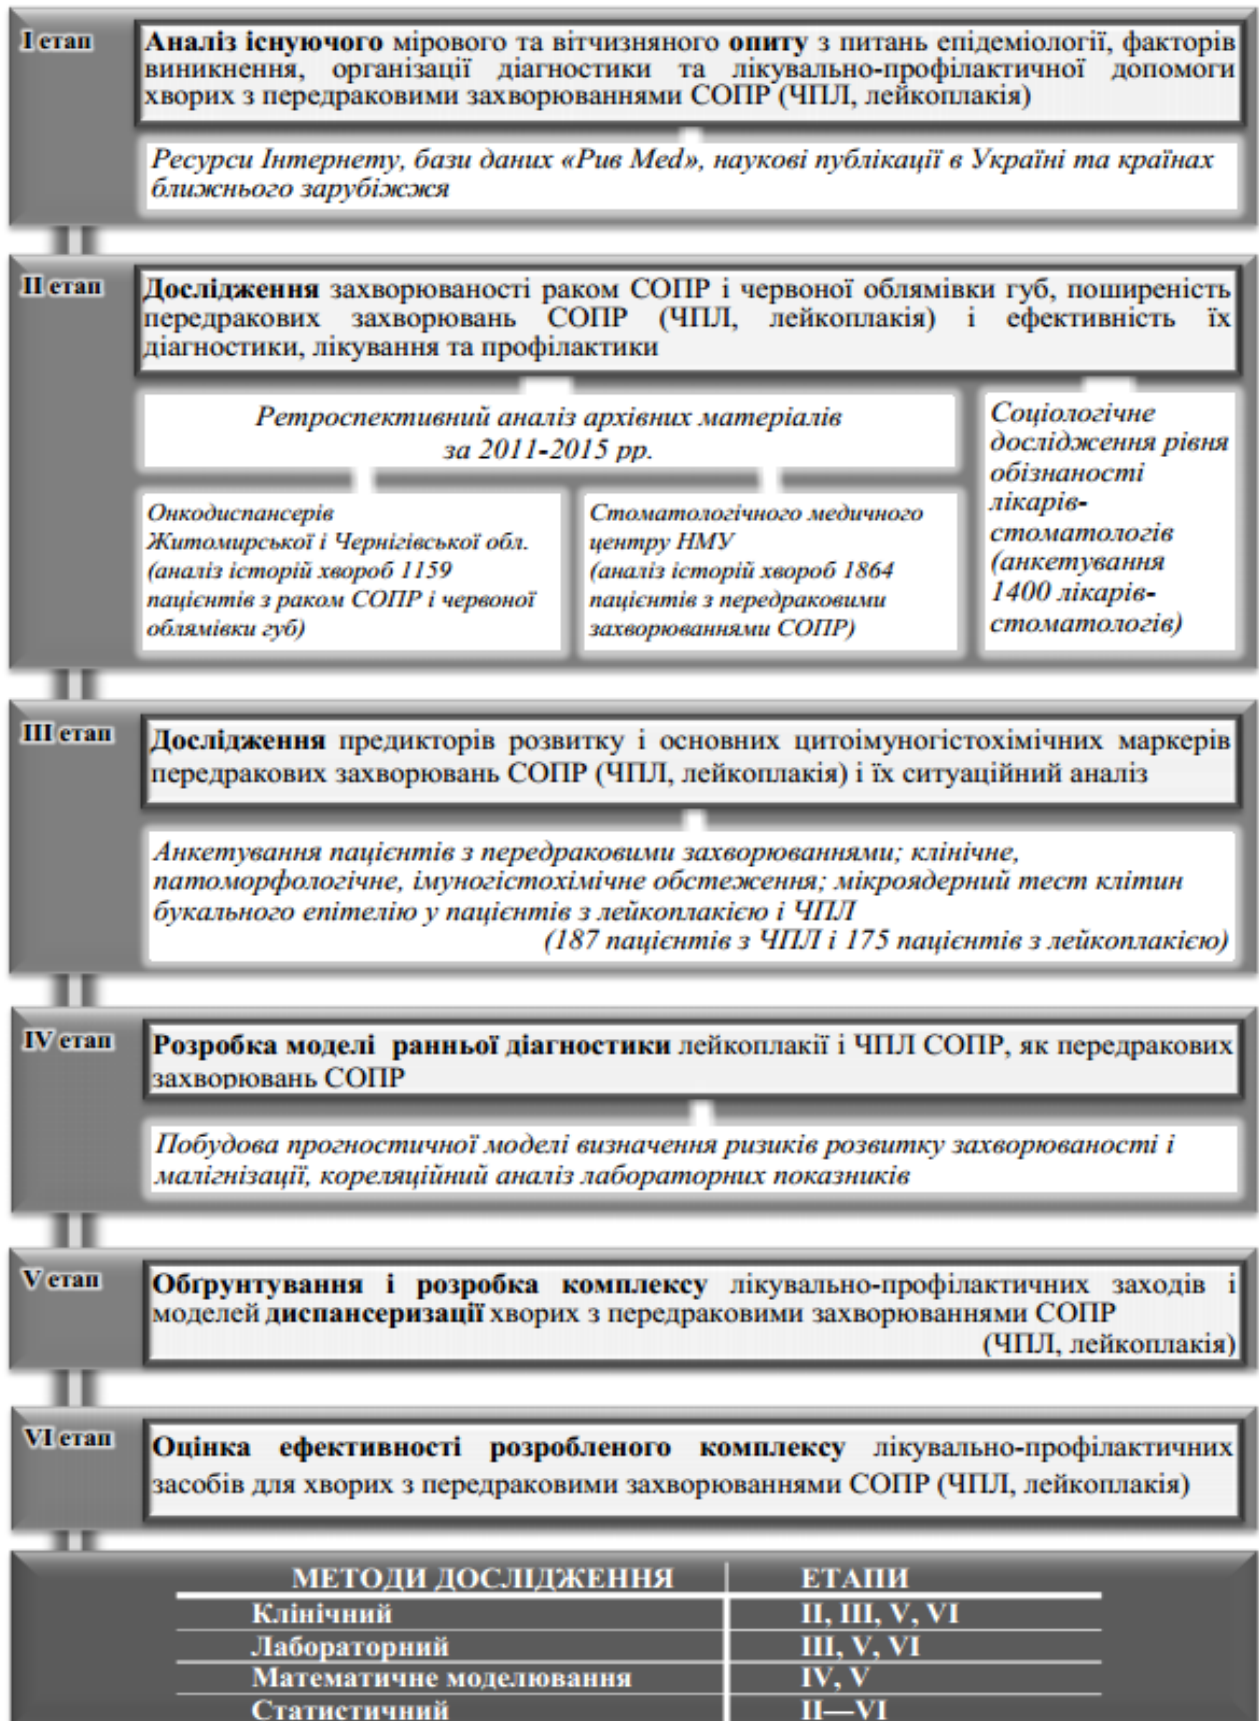 І етап
Аналіз існуючого мірового та вітчизняного опиту з питань епідеміології, факторів
виникнення, організації діагностики та лікувально-профілактичної допомоги
хворих з передраковими захворюваннями СОПР (ЧПЛ, лейкоплакія)
Ресурси Інтернету, бази даних «Рив Med», наукові публікації в Україні та країнах
ближнього зарубіжжя
ІІ етап
Дослідження захворюваності раком СОПР і червоної облямівки губ, поширеність
передракових захворювань СОПР (ЧПЛ, лейкоплакія) і ефективність їх
діагностики, лікування та профілактики
Ретроспективний аналіз архівних матеріалів
за 2011-2015 рр.
Онкодиспансерів
Житомирської і Чернігівської обл.
(аналіз історій хвороб 1159
пацієнтів з раком СОПР і червоної
облямівки губ)
Стоматологічного медичного
центру НМУ
(аналіз історій хвороб 1864
пацієнтів з передраковими
захворюваннями СОПР)
Соціологічне
дослідження рівня
обізнаності
лікарів-
стоматологів
(анкетування
1400 лікарів-
стоматологів)
ІІІ етап
Дослідження предикторів розвитку і основних цитоімуногістохімічних маркерів
передракових захворювань СОПР (ЧПЛ, лейкоплакія) і їх ситуаційний аналіз
Анкетування пацієнтів з передраковими захворюваннями; клінічне,
патоморфологічне, імуногістохімічне обстеження; мікроядерний тест клітин
букального епітелію у пацієнтів з лейкоплакією і ЧПЛ
(187 пацієнтів з ЧПЛ і 175 пацієнтів з лейкоплакією)
IV етап
Розробка моделі ранньої діагностики лейкоплакії і ЧПЛ СОПР, як передракових
захворювань СОПР
Побудова прогностичної моделі визначення ризиків розвитку захворюваності і
малігнізації, кореляційний аналіз лабораторних показників
V етап
Обґрунтування і розробка комплексу лікувально-профілактичних заходів і
моделей диспансеризації хворих з передраковими захворюваннями СОПР
(ЧПЛ, лейкоплакія)
VI етап
Оцінка ефективності розробленого комплексу лікувально-профілактичних
засобів для хворих з передраковими захворюваннями СОПР (ЧПЛ, лейкоплакія)
МЕТОДИ ДОСЛІДЖЕННЯ ЕТАПИ
Клінічний II, III, V, VI
Лабораторний III, V, VI
Математичне моделювання IV, V
Статистичний II—VI